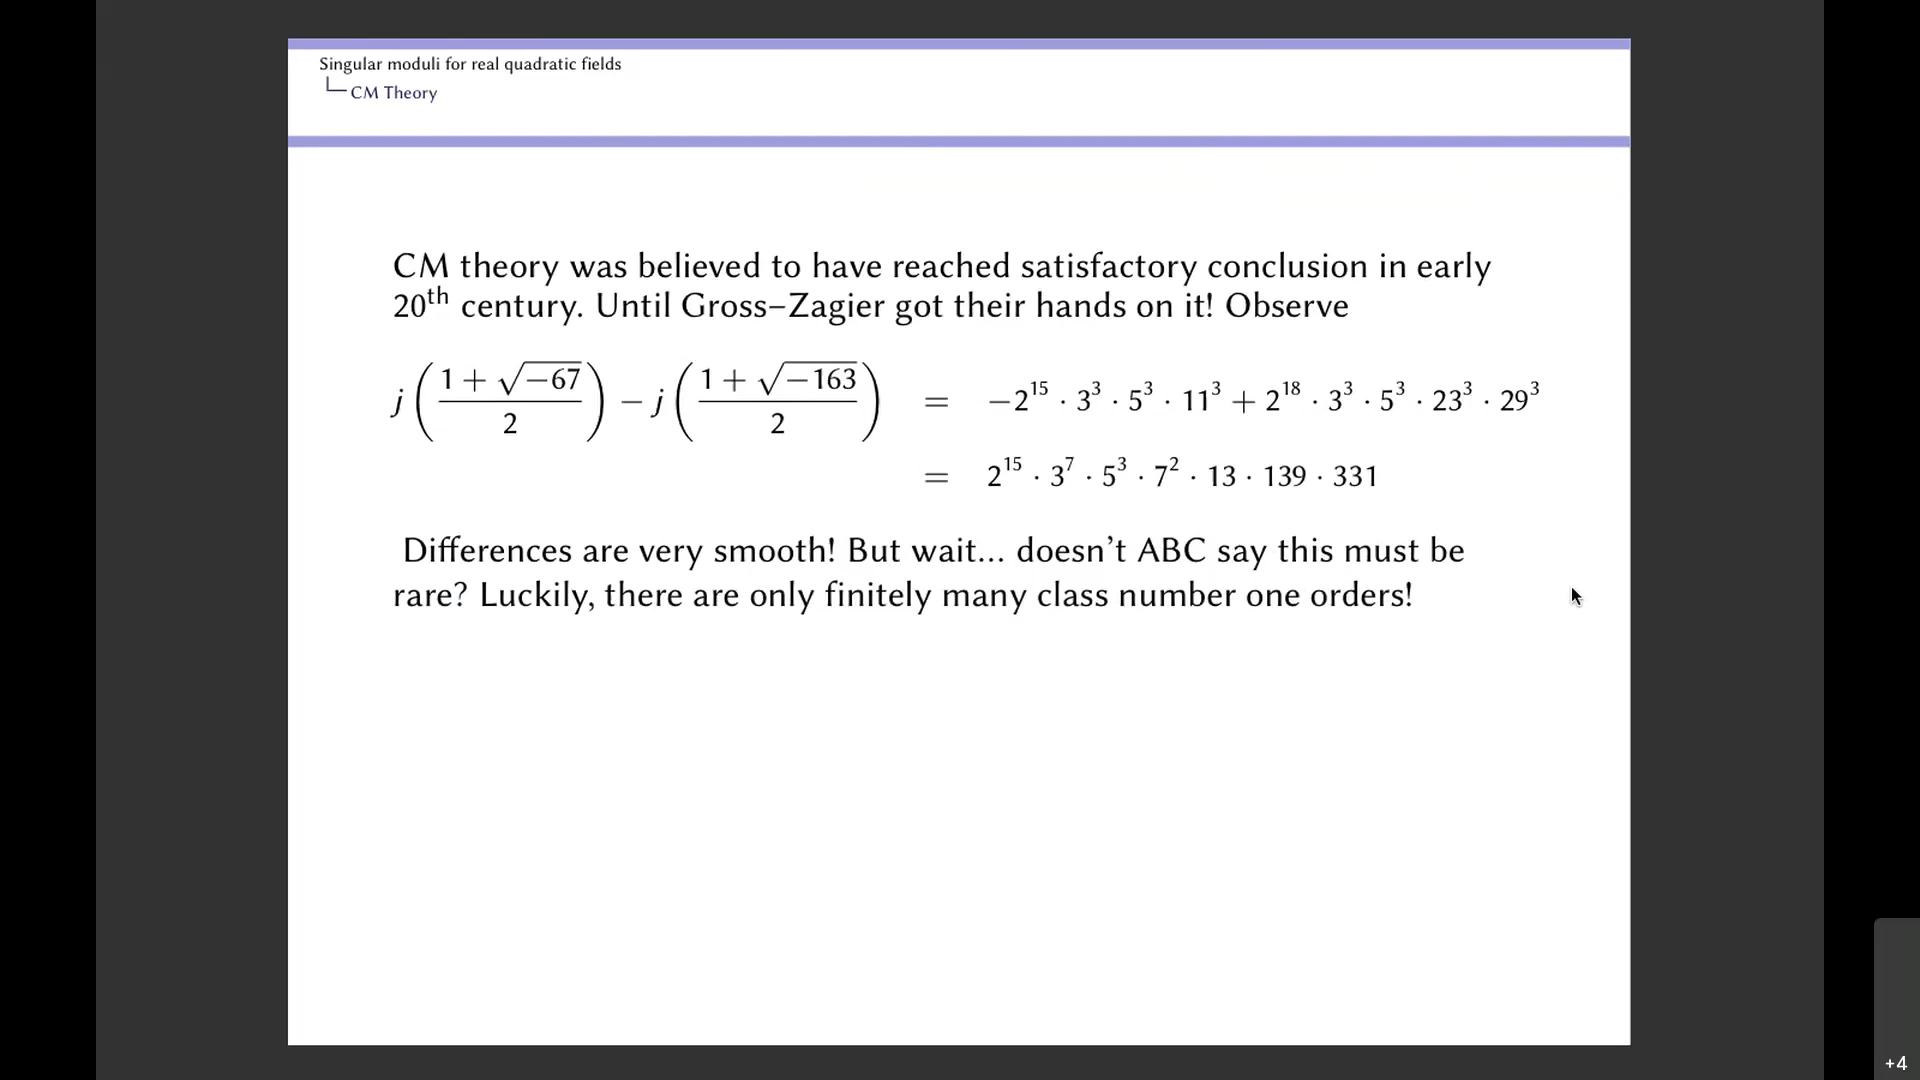 Singular moduli for real quadratic fields
CM Theory
CM theory was believed to have reached satisfactory conclusion in early
20th century. Until Gross–Zagier got their hands on it! Observe
j((1 + √−67)/2) − j((1 + √−163)/2) = −2^15 · 3^3 · 5^3 · 11^3 + 2^18 · 3^3 · 5^3 · 23^3 · 29^3
= 2^15 · 3^7 · 5^3 · 7^2 · 13 · 139 · 331
Differences are very smooth! But wait... doesn't ABC say this must be
rare? Luckily, there are only finitely many class number one orders!
+4